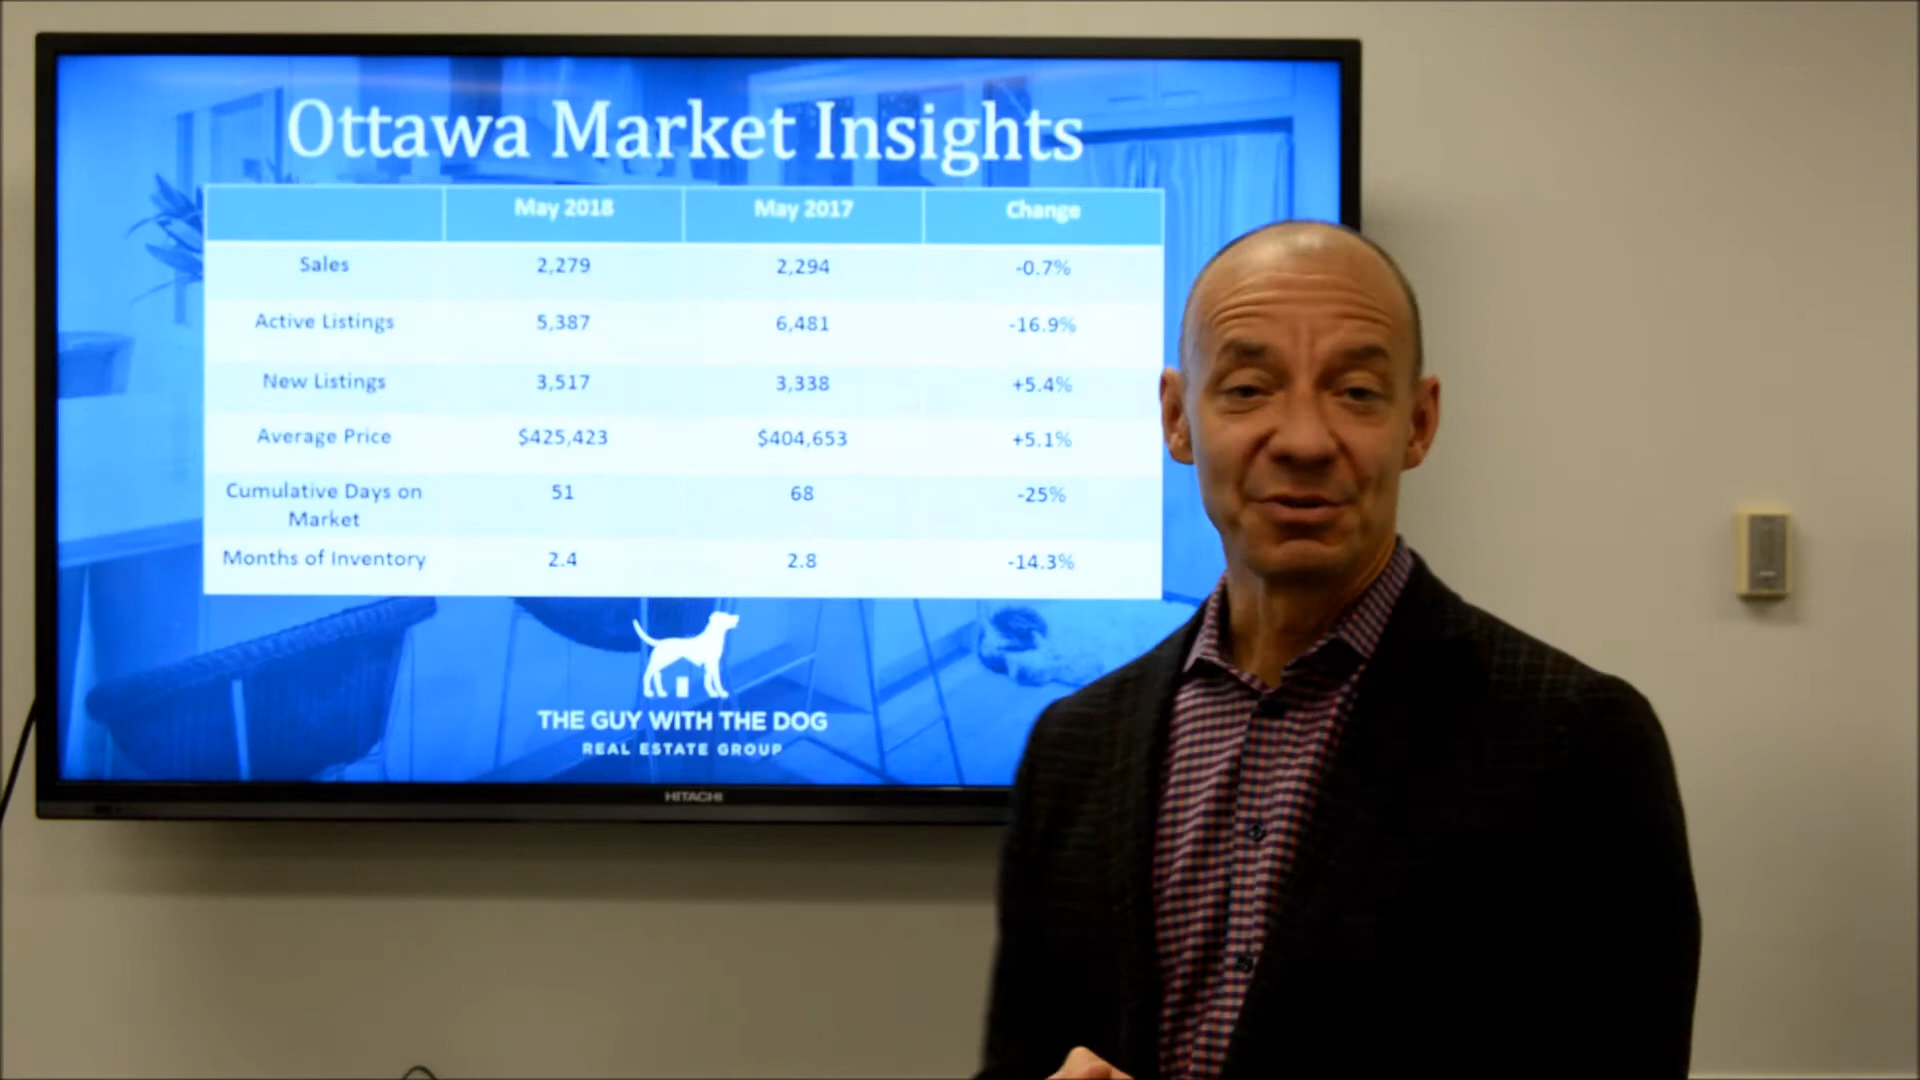 Ottawa Market Insights
May 2018 May 2017 Change
Sales 2,279 2,294 -0.7%
Active Listings 5,387 6,481 -16.9%
New Listings 3,517 3,338 +5.4%
Average Price $425,423 $404,653 +5.1%
Cumulative Days on 51 68 -25%
Market
Months of Inventory 2.4 2.8 -14.3%
THE GUY WITH THE DOG
REAL ESTATE GROUP
HITACHI